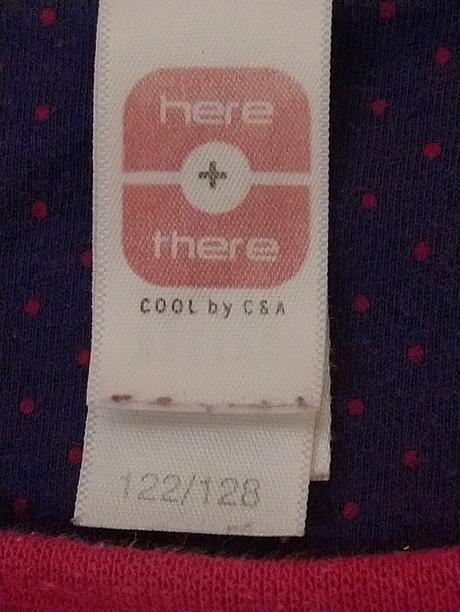 here
+
there
COOL by C&A
122/128